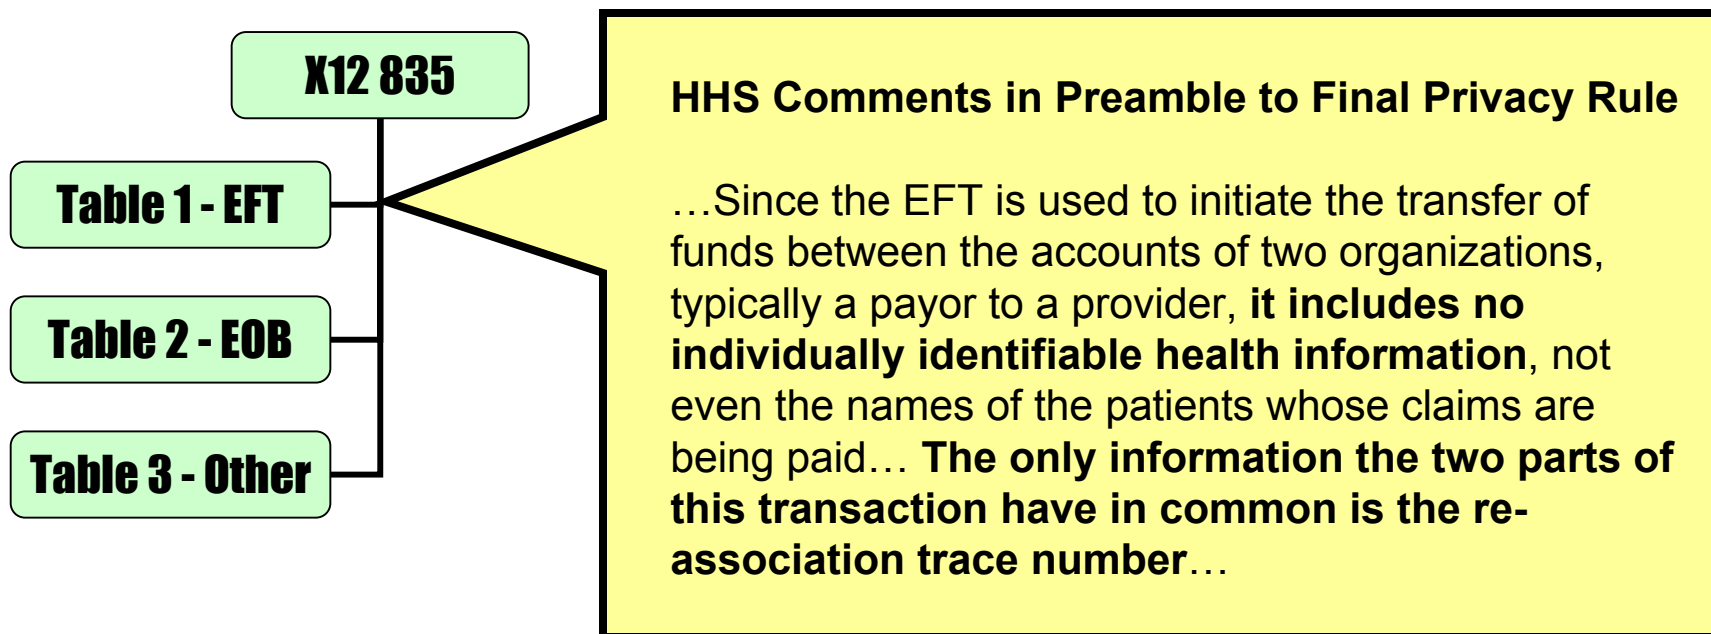 X12 835
Table 1 - EFT
Table 2 - EOB
Table 3 - Other
HHS Comments in Preamble to Final Privacy Rule
…Since the EFT is used to initiate the transfer of
funds between the accounts of two organizations,
typically a payor to a provider, it includes no
individually identifiable health information, not
even the names of the patients whose claims are
being paid… The only information the two parts of
this transaction have in common is the re-
association trace number…